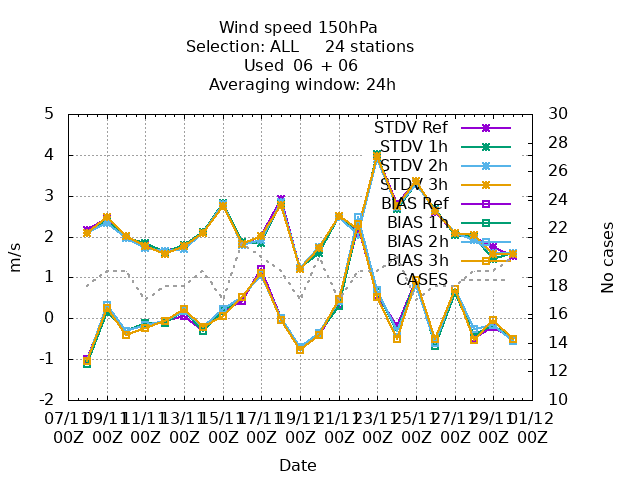 Wind speed 150hPa
Selection: ALL 24 stations
Used 06 + 06
Averaging window: 24h
5
4
3
2
1
0
-1
-2
m/s
30
28
26
24
22
20
18
16
14
12
10
No cases
STDV Ref
STDV 1h
STDV 2h
STDV 3h
BIAS Ref
BIAS 1h
BIAS 2h
BIAS 3h
CASES
07/11 09/11 11/11 13/11 15/11 17/11 19/11 21/11 23/11 25/11 27/11 29/11 01/12
00Z 00Z 00Z 00Z 00Z 00Z 00Z 00Z 00Z 00Z 00Z 00Z 00Z
Date